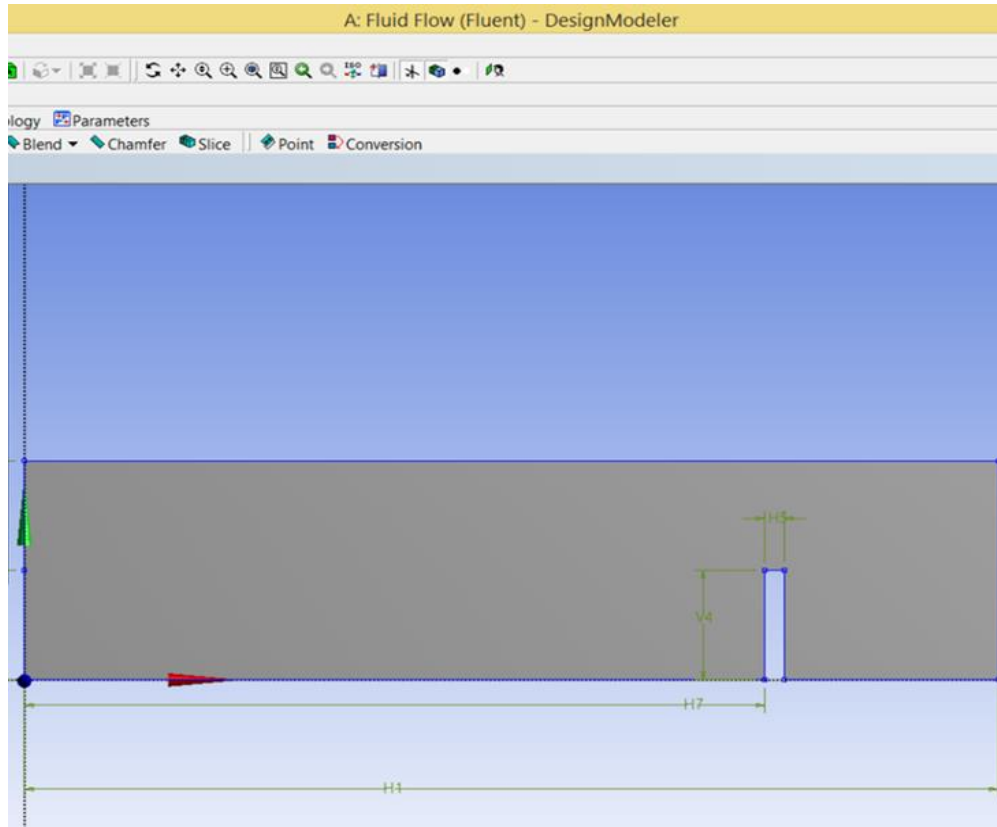 A: Fluid Flow (Fluent) - DesignModeler
ology Parameters
Blend Chamfer Slice Point Conversion
H5
V4
H7
H1